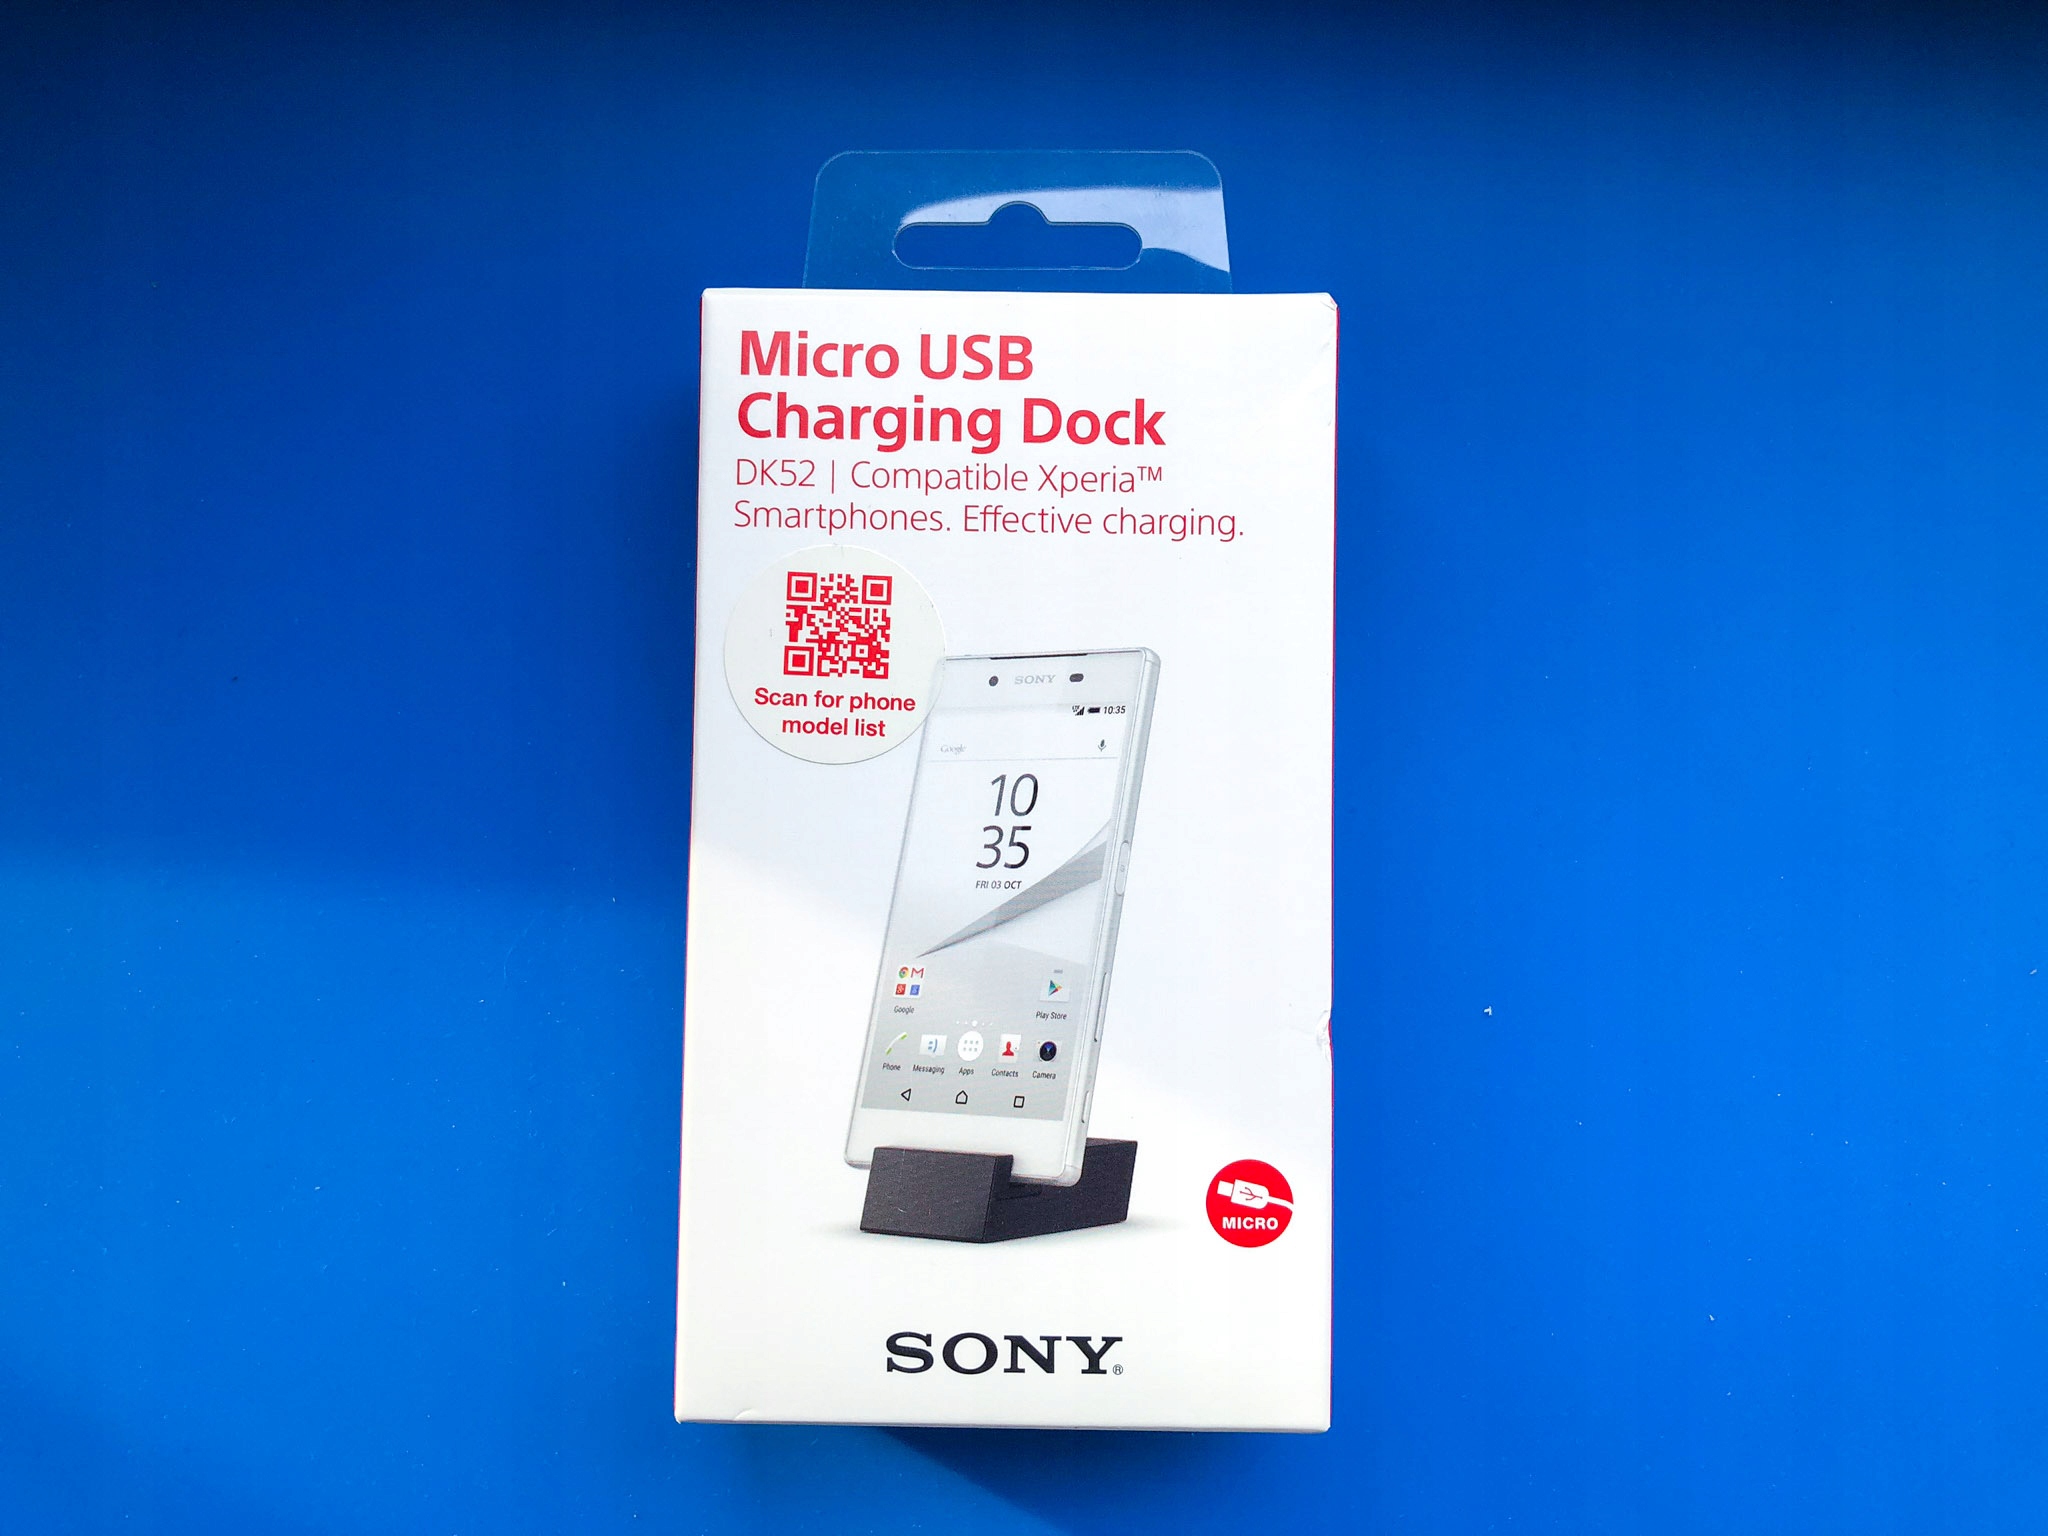 Micro USB
Charging Dock
DK52 | Compatible Xperia™
Smartphones. Effective charging.
Scan for phone
model list
SONY
10:35
Google
10
35
FRI 03 OCT
Google
Play Store
Phone
Messaging
Apps
Contacts
Camera
MICRO
SONY®